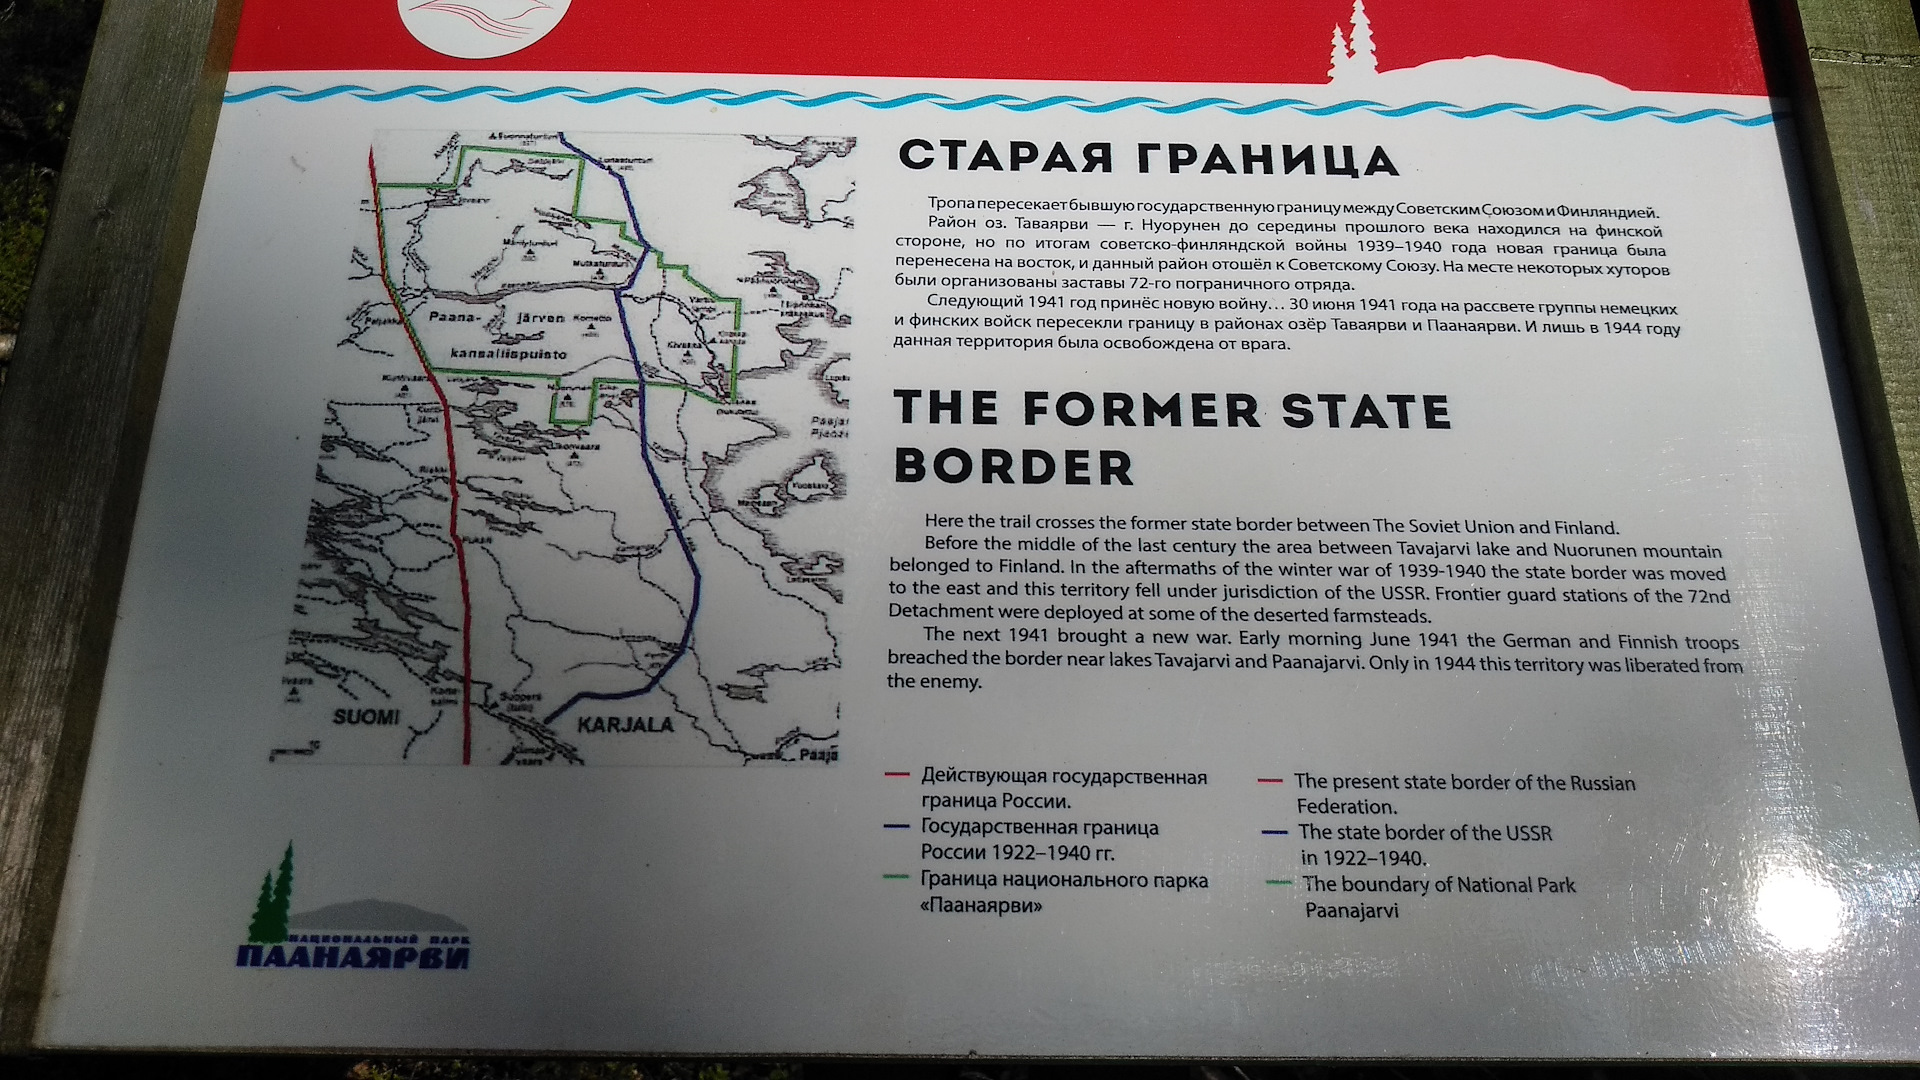 СТАРАЯ ГРАНИЦА
Тропа пересекает бывшую государственную границу между Советским Союзом и Финляндией.
Район оз. Таваярви — г. Нуорунен до середины прошлого века находился на финской
стороне, но по итогам советско-финляндской войны 1939–1940 года новая граница была
перенесена на восток, и данный район отошёл к Советскому Союзу. На месте некоторых хуторов
были организованы заставы 72-го пограничного отряда.
Следующий 1941 год принёс новую войну... 30 июня 1941 года на рассвете группы немецких
и финских войск пересекли границу в районах озёр Таваярви и Паанаярви. И лишь в 1944 году
данная территория была освобождена от врага.
THE FORMER STATE
BORDER
Here the trail crosses the former state border between The Soviet Union and Finland.
Before the middle of the last century the area between Tavajarvi lake and Nuorunen mountain
belonged to Finland. In the aftermaths of the winter war of 1939-1940 the state border was moved
to the east and this territory fell under jurisdiction of the USSR. Frontier guard stations of the 72nd
Detachment were deployed at some of the deserted farmsteads.
The next 1941 brought a new war. Early morning June 1941 the German and Finnish troops
breached the border near lakes Tavajarvi and Paanajarvi. Only in 1944 this territory was liberated from
the enemy.
Действующая государственная
граница России.
Государственная граница
России 1922–1940 гг.
Граница национального парка
«Паанаярви»
The present state border of the Russian
Federation.
The state border of the USSR
in 1922–1940.
The boundary of National Park
Paanajarvi
Mäntytunturi
Mutkatunturi
Paana- järven
kansallispuisto
Kivakka
SUOMI
KARJALA
Paaja
НАЦИОНАЛЬНЫЙ ПАРК
ПААНАЯРВИ